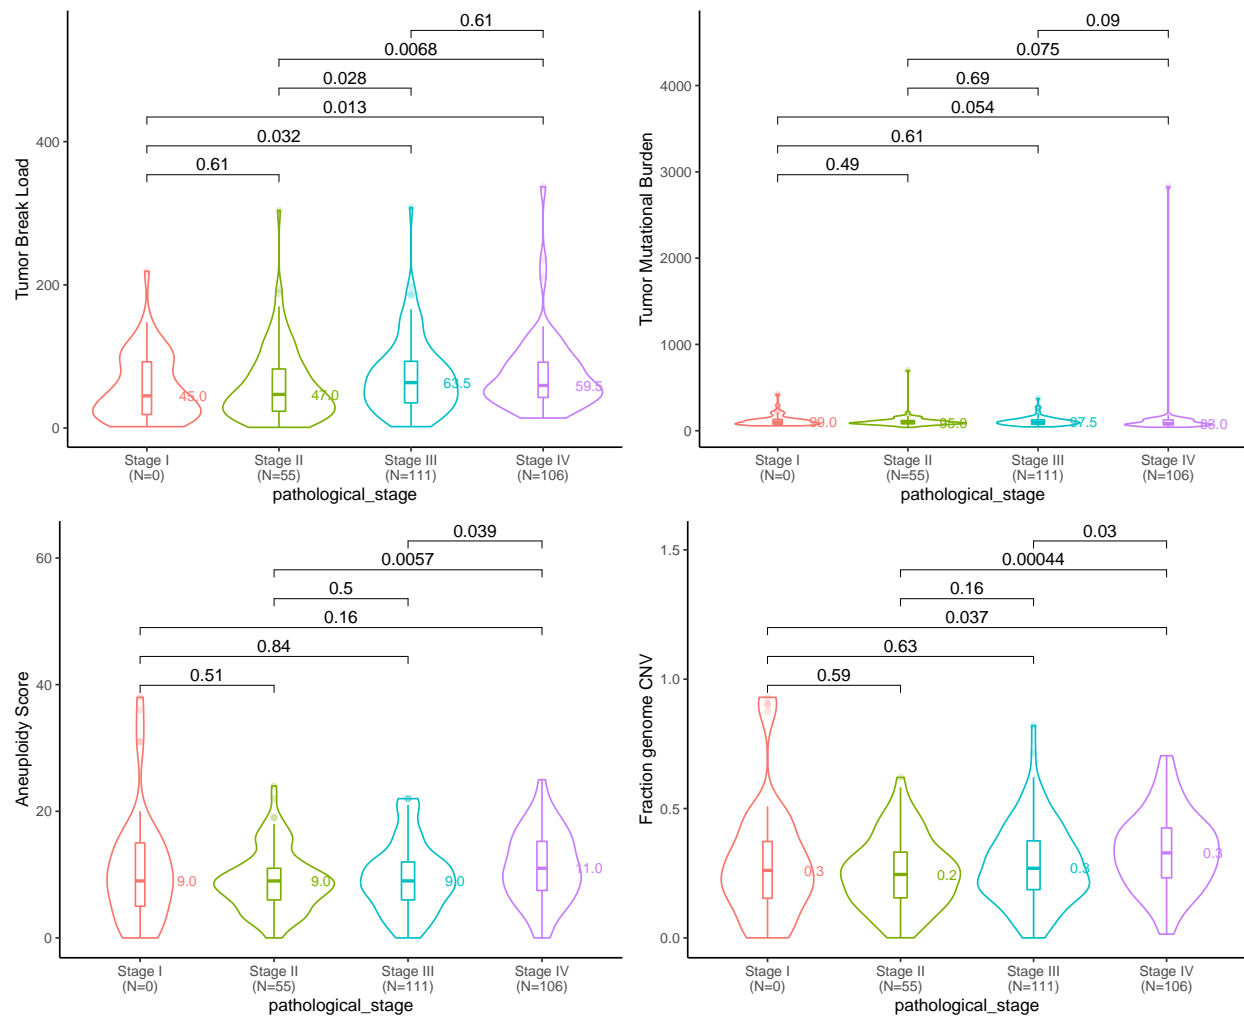 0.61
0.0068
0.028
0.013
0.032
0.61
Tumor Break Load
400
200
0
45.0
47.0
63.5
59.5
Stage I
(N=0)
Stage II
(N=55)
Stage III
(N=111)
Stage IV
(N=106)
pathological_stage
0.09
0.075
0.69
0.054
0.61
0.49
Tumor Mutational Burden
4000
3000
2000
1000
0
97.5
83.0
Stage I
(N=0)
Stage II
(N=55)
Stage III
(N=111)
Stage IV
(N=106)
pathological_stage
0.039
0.0057
0.5
0.16
0.84
0.51
Aneuploidy Score
60
40
20
0
9.0
9.0
9.0
11.0
Stage I
(N=0)
Stage II
(N=55)
Stage III
(N=111)
Stage IV
(N=106)
pathological_stage
0.03
0.00044
0.16
0.037
0.63
0.59
Fraction genome CNV
1.5
1.0
0.5
0.0
0.3
0.2
0.3
0.3
Stage I
(N=0)
Stage II
(N=55)
Stage III
(N=111)
Stage IV
(N=106)
pathological_stage